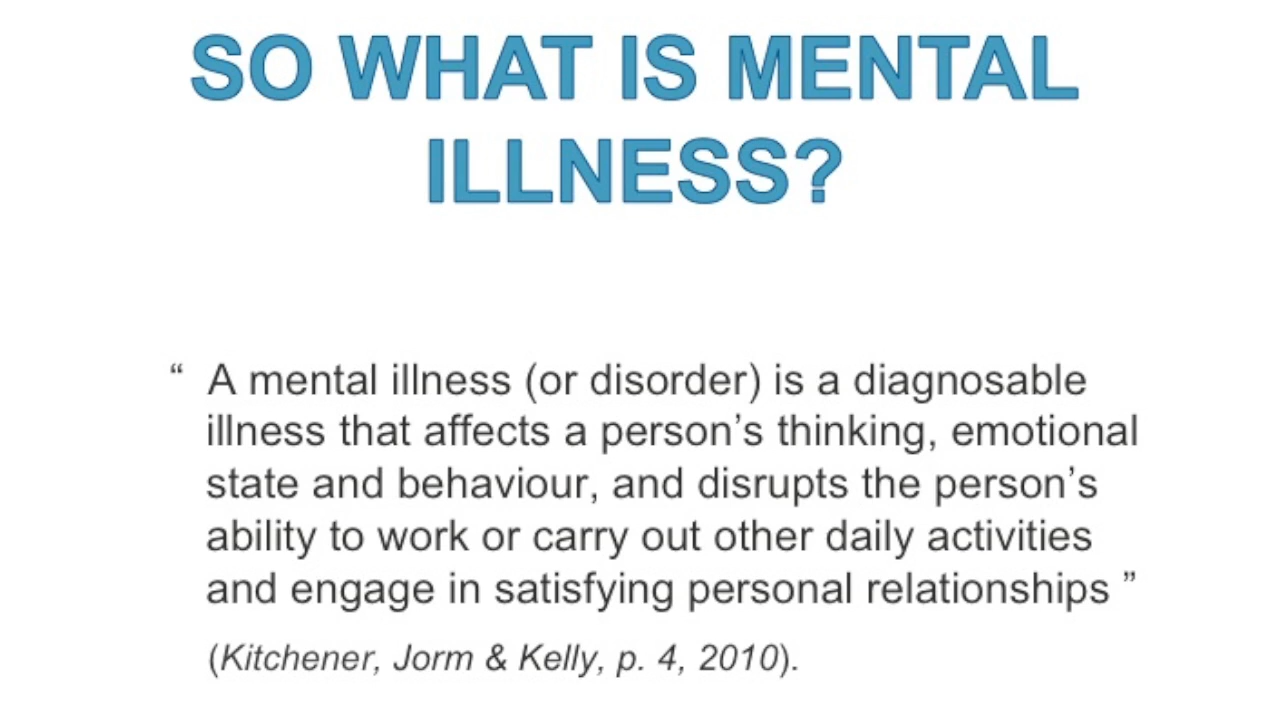 SO WHAT IS MENTAL
ILLNESS?
“ A mental illness (or disorder) is a diagnosable
illness that affects a person’s thinking, emotional
state and behaviour, and disrupts the person’s
ability to work or carry out other daily activities
and engage in satisfying personal relationships ”
(Kitchener, Jorm & Kelly, p. 4, 2010).